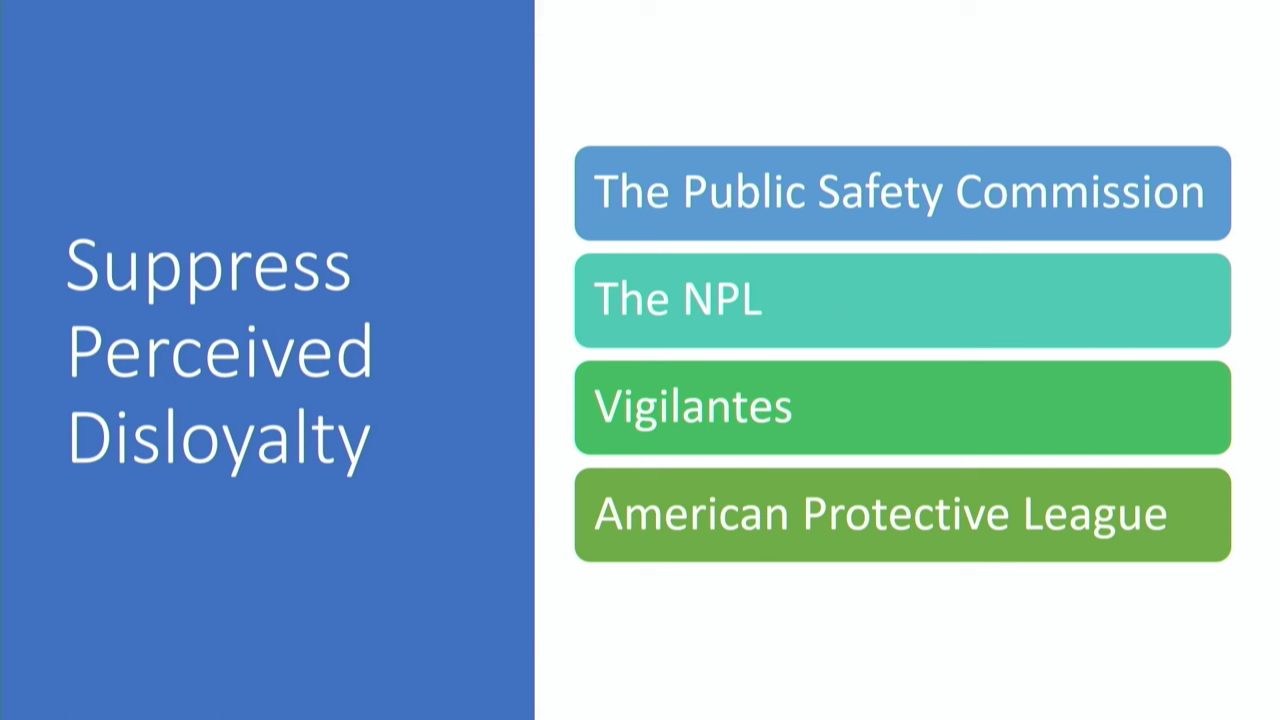 Suppress
Perceived
Disloyalty
The Public Safety Commission
The NPL
Vigilantes
American Protective League